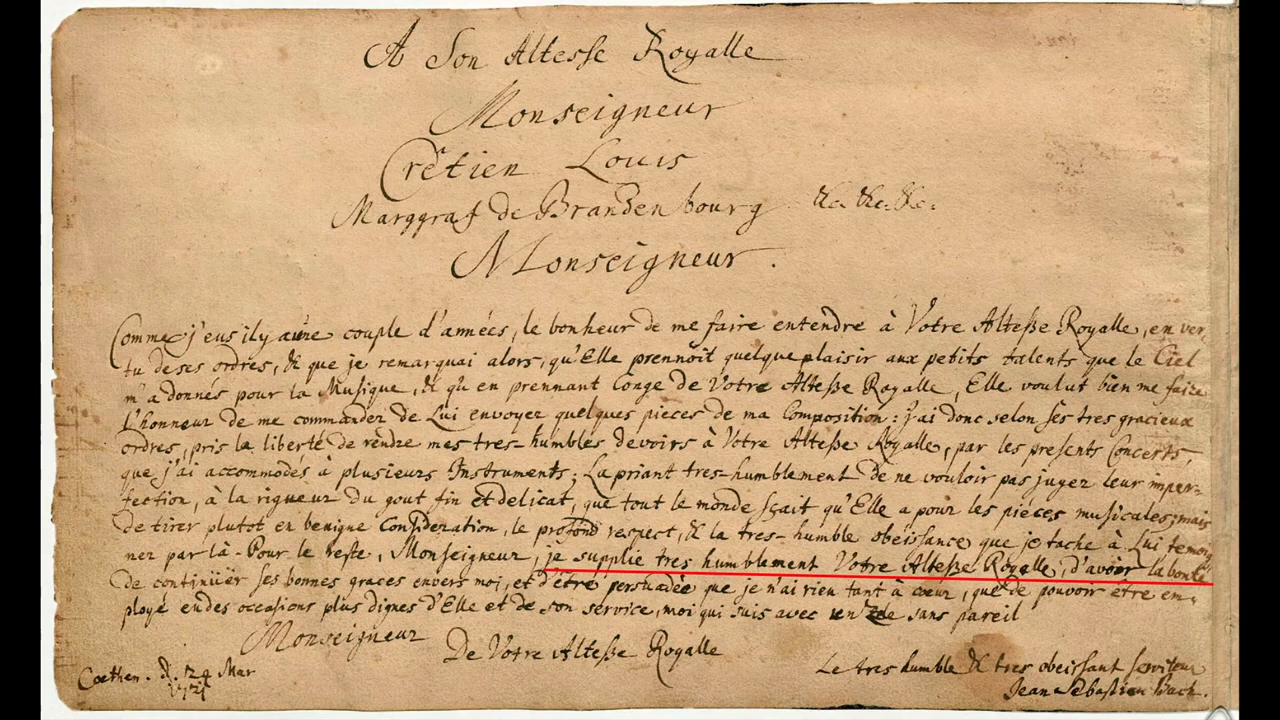 A Son Altesse Royalle
Monseigneur
Crêtien Louis
Marggraf de Brandenbourg &c. &c. &c:
Monseigneur.
Comme j'eus il y a une couple d'années, le bonheur de me faire entendre à Votre Alteße Royalle, en ver-
tu de ses ordres, & que je remarquai alors, qu'Elle prennoit quelque plaisir aux petits talents que le Ciel
m'a donnés pour la Musique, & qu'en prennant Conge de Votre Alteße Royalle, Elle voulut bien me faire
l'honneur de me commander de Lui envoyer quelques pieces de ma Composition: j'ai donc selon ses tres gracieux
ordres, pris la liberté de rendre mes tres-humbles devoirs à Votre Alteße Royalle, par les presents Concerts,
que j'ai accommodés à plusieurs Instruments; La priant tres-humblement de ne vouloir pas juger leur imper-
fection, à la rigueur du gout fin et delicat, que tout le monde sçait qu'Elle a pour les piéces musicales; mais
de tirer plutot en benigne Consideration, le profond respect, & la tres-humble obeissance que je tache à Lui temoig-
ner par là. Pour le reste, Monseigneur, je supplie tres humblement Votre Alteße Royalle, d'avoir la bonté
de continüer ses bonnes graces envers moi, et d'être persuadée que je n'ai rien tant à cœur, que de pouvoir être em-
ployé en des occasions plus dignes d'Elle et de son service, moi qui suis avec un zele sans pareil
Monseigneur
De Votre Alteße Royalle
Coethen. d. 24 Mar
1721
Le tres humble & tres obeissant serviteur
Jean Sebastien Bach.